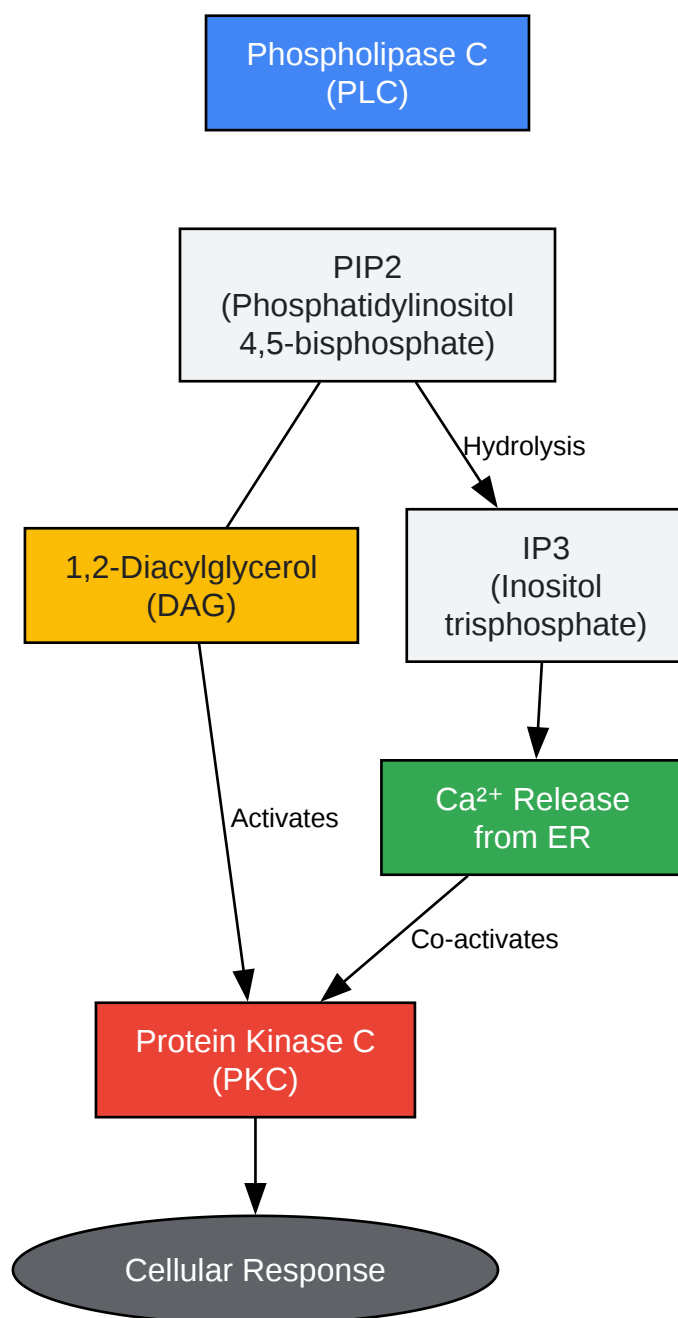 Phospholipase C
(PLC)
PIP2
(Phosphatidylinositol
4,5-bisphosphate)
Hydrolysis
1,2-Diacylglycerol
(DAG)
IP3
(Inositol
trisphosphate)
Ca²⁺ Release
from ER
Activates
Co-activates
Protein Kinase C
(PKC)
Cellular Response